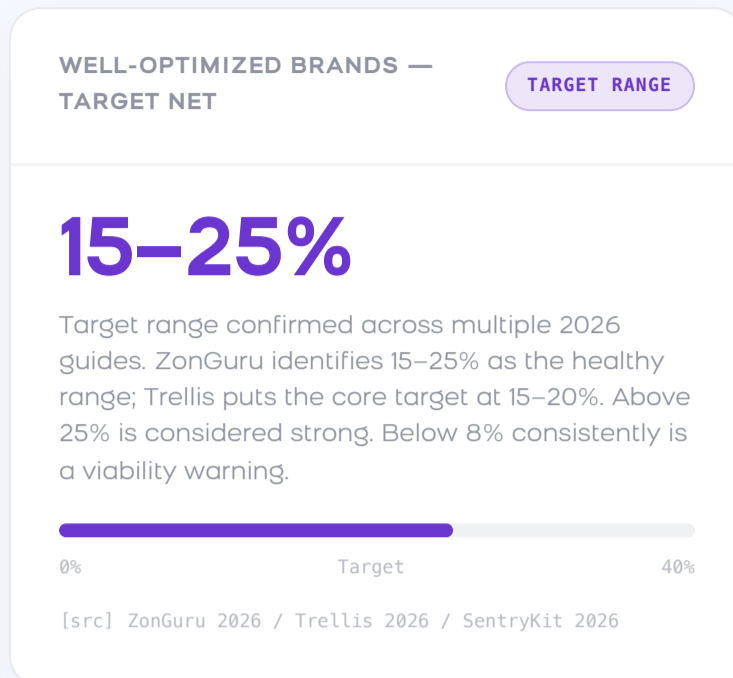 WELL-OPTIMIZED BRANDS —
TARGET NET
TARGET RANGE
15–25%
Target range confirmed across multiple 2026
guides. ZonGuru identifies 15–25% as the healthy
range; Trellis puts the core target at 15–20%. Above
25% is considered strong. Below 8% consistently is
a viability warning.
0% Target 40%
[src] ZonGuru 2026 / Trellis 2026 / SentryKit 2026